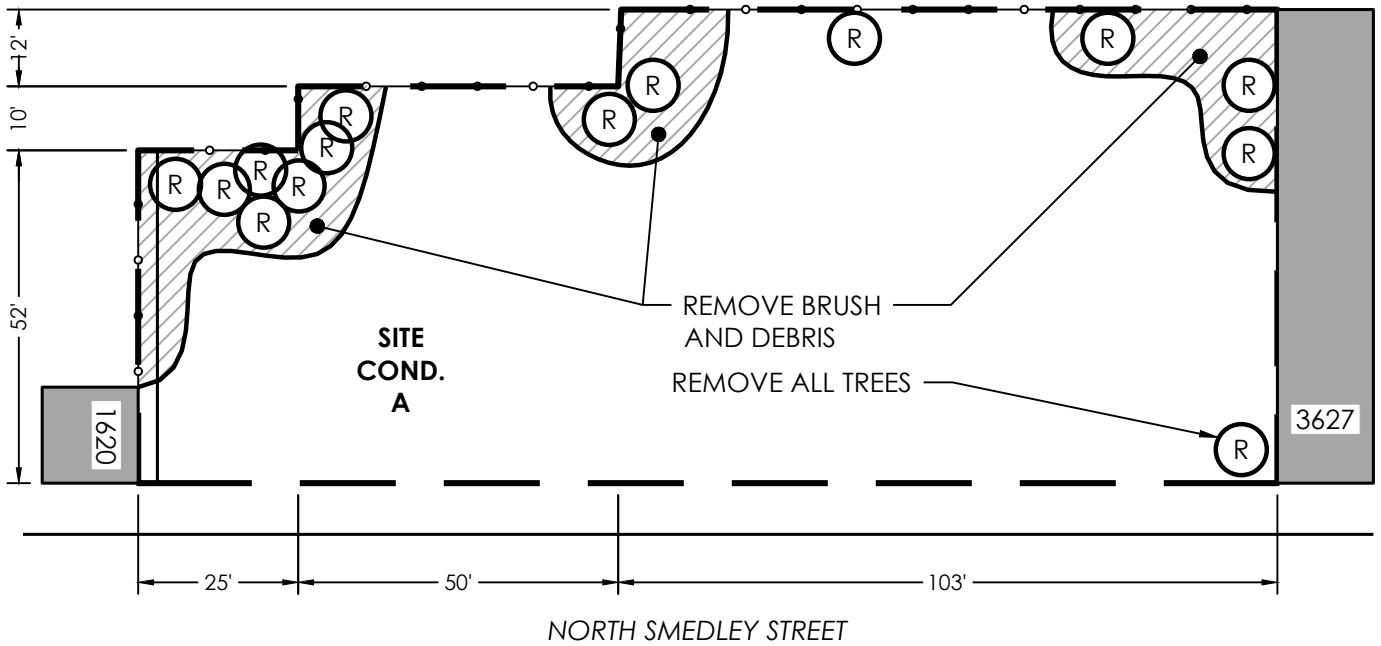 12'
R
R
R
R
10'
R
R
R
R
R
R
R
R
R
52'
REMOVE BRUSH
AND DEBRIS
SITE
COND.
A
REMOVE ALL TREES
1620
3627
R
25'
50'
103'
NORTH SMEDLEY STREET